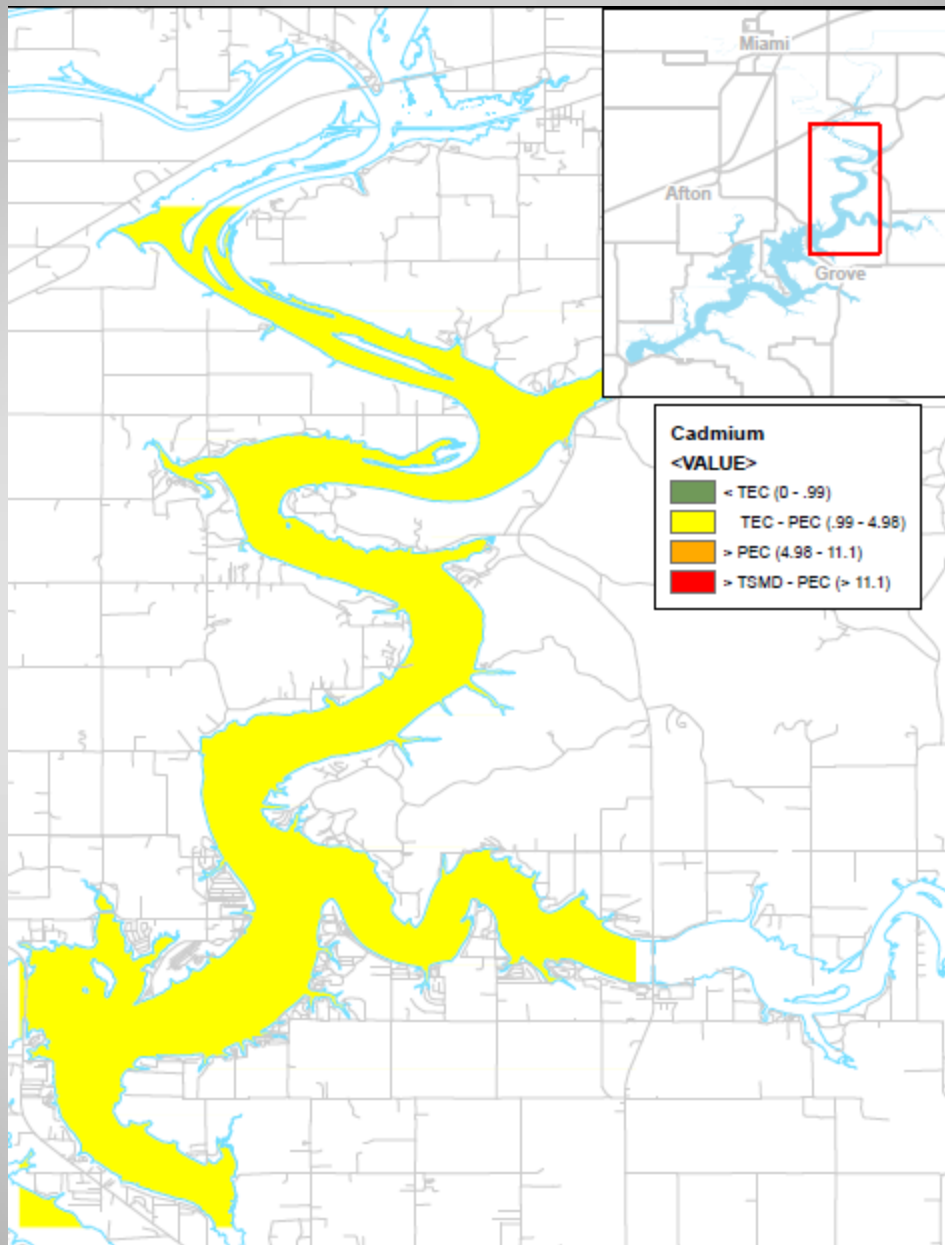 Miami
Afton
Grove
Cadmium
<VALUE>
< TEC (0 - .99)
TEC - PEC (.99 - 4.98)
> PEC (4.98 - 11.1)
> TSMD - PEC (> 11.1)